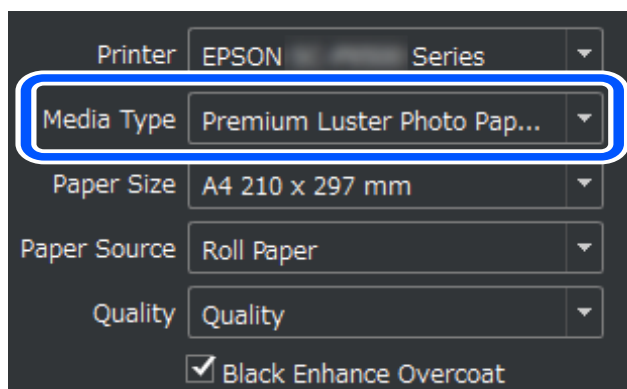 Printer EPSON Series
Media Type Premium Luster Photo Pap...
Paper Size A4 210 x 297 mm
Paper Source Roll Paper
Quality Quality
Black Enhance Overcoat